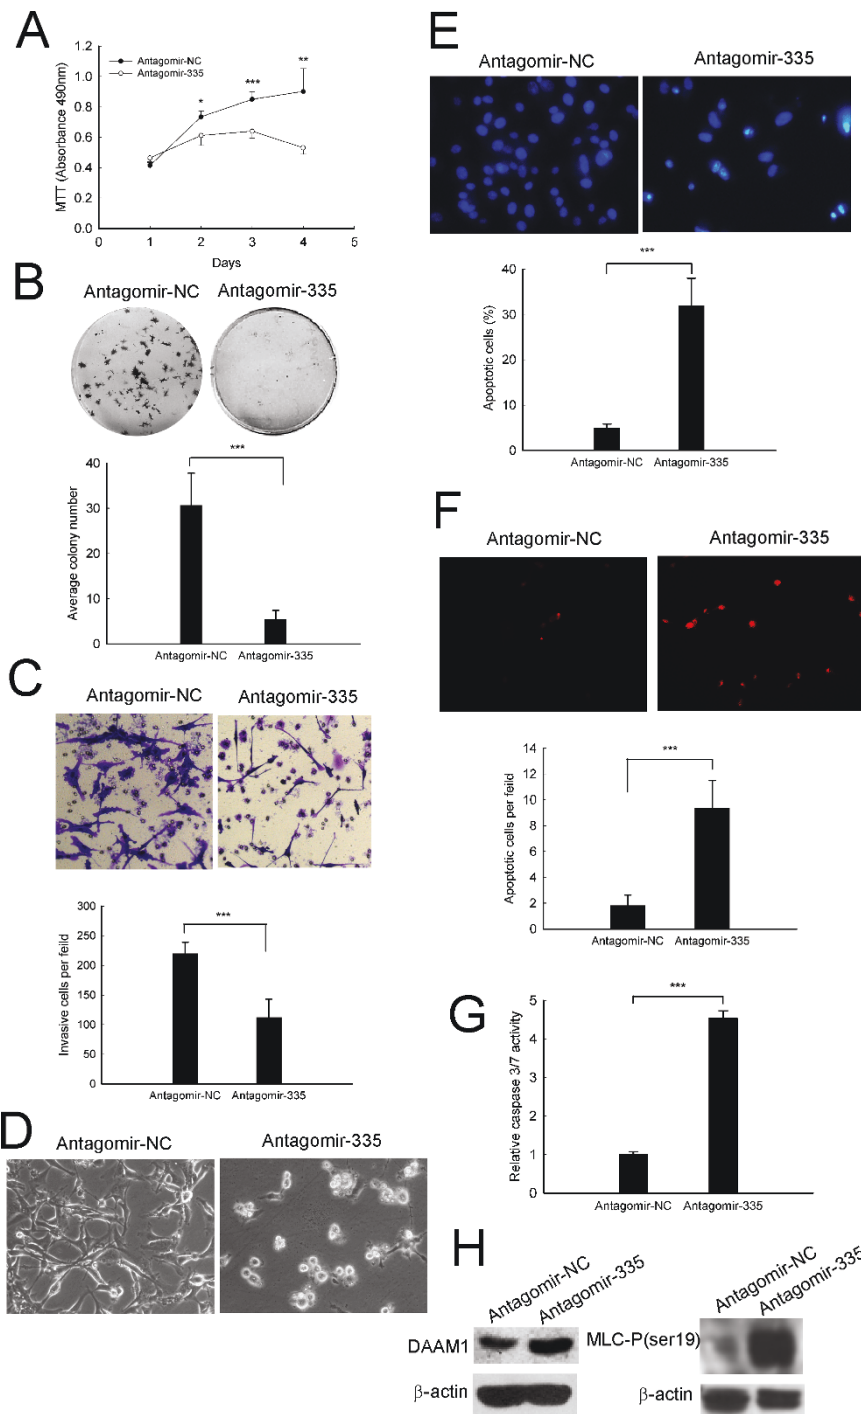 A
MTT (Absorbance 490nm)
1.2
1.0
0.8
0.6
0.4
0.2
0.0
Antagomir-NC
Antagomir-335
*
***
**
0 1 2 3 4 5
Days
B
Antagomir-NC Antagomir-335
Average colony number
40
30
20
10
0
***
Antagomir-NC Antagomir-335
C
Antagomir-NC Antagomir-335
Invasive cells per feild
300
250
200
150
100
50
0
***
Antagomir-NC Antagomir-335
D
Antagomir-NC Antagomir-335
E
Antagomir-NC Antagomir-335
Apoptotic cells (%)
40
30
20
10
0
***
Antagomir-NC Antagomir-335
F
Antagomir-NC Antagomir-335
Apoptotic cells per feild
14
12
10
8
6
4
2
0
***
Antagomir-NC Antagomir-335
G
Relative caspase 3/7 activity
5
4
3
2
1
0
***
Antagomir-NC Antagomir-335
H
Antagomir-NC
Antagomir-335
DAAM1
β-actin
Antagomir-NC
Antagomir-335
MLC-P(ser19)
β-actin